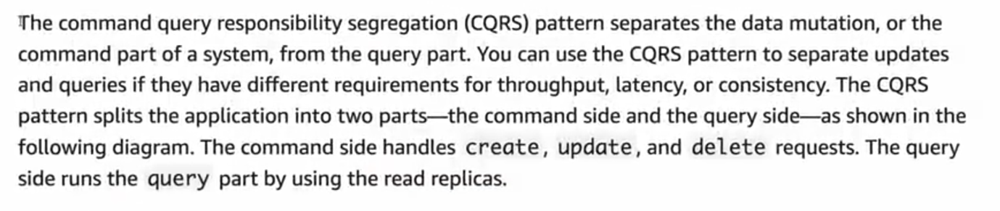 The command query responsibility segregation (CQRS) pattern separates the data mutation, or the
command part of a system, from the query part. You can use the CQRS pattern to separate updates
and queries if they have different requirements for throughput, latency, or consistency. The CQRS
pattern splits the application into two parts—the command side and the query side—as shown in the
following diagram. The command side handles create, update, and delete requests. The query
side runs the query part by using the read replicas.